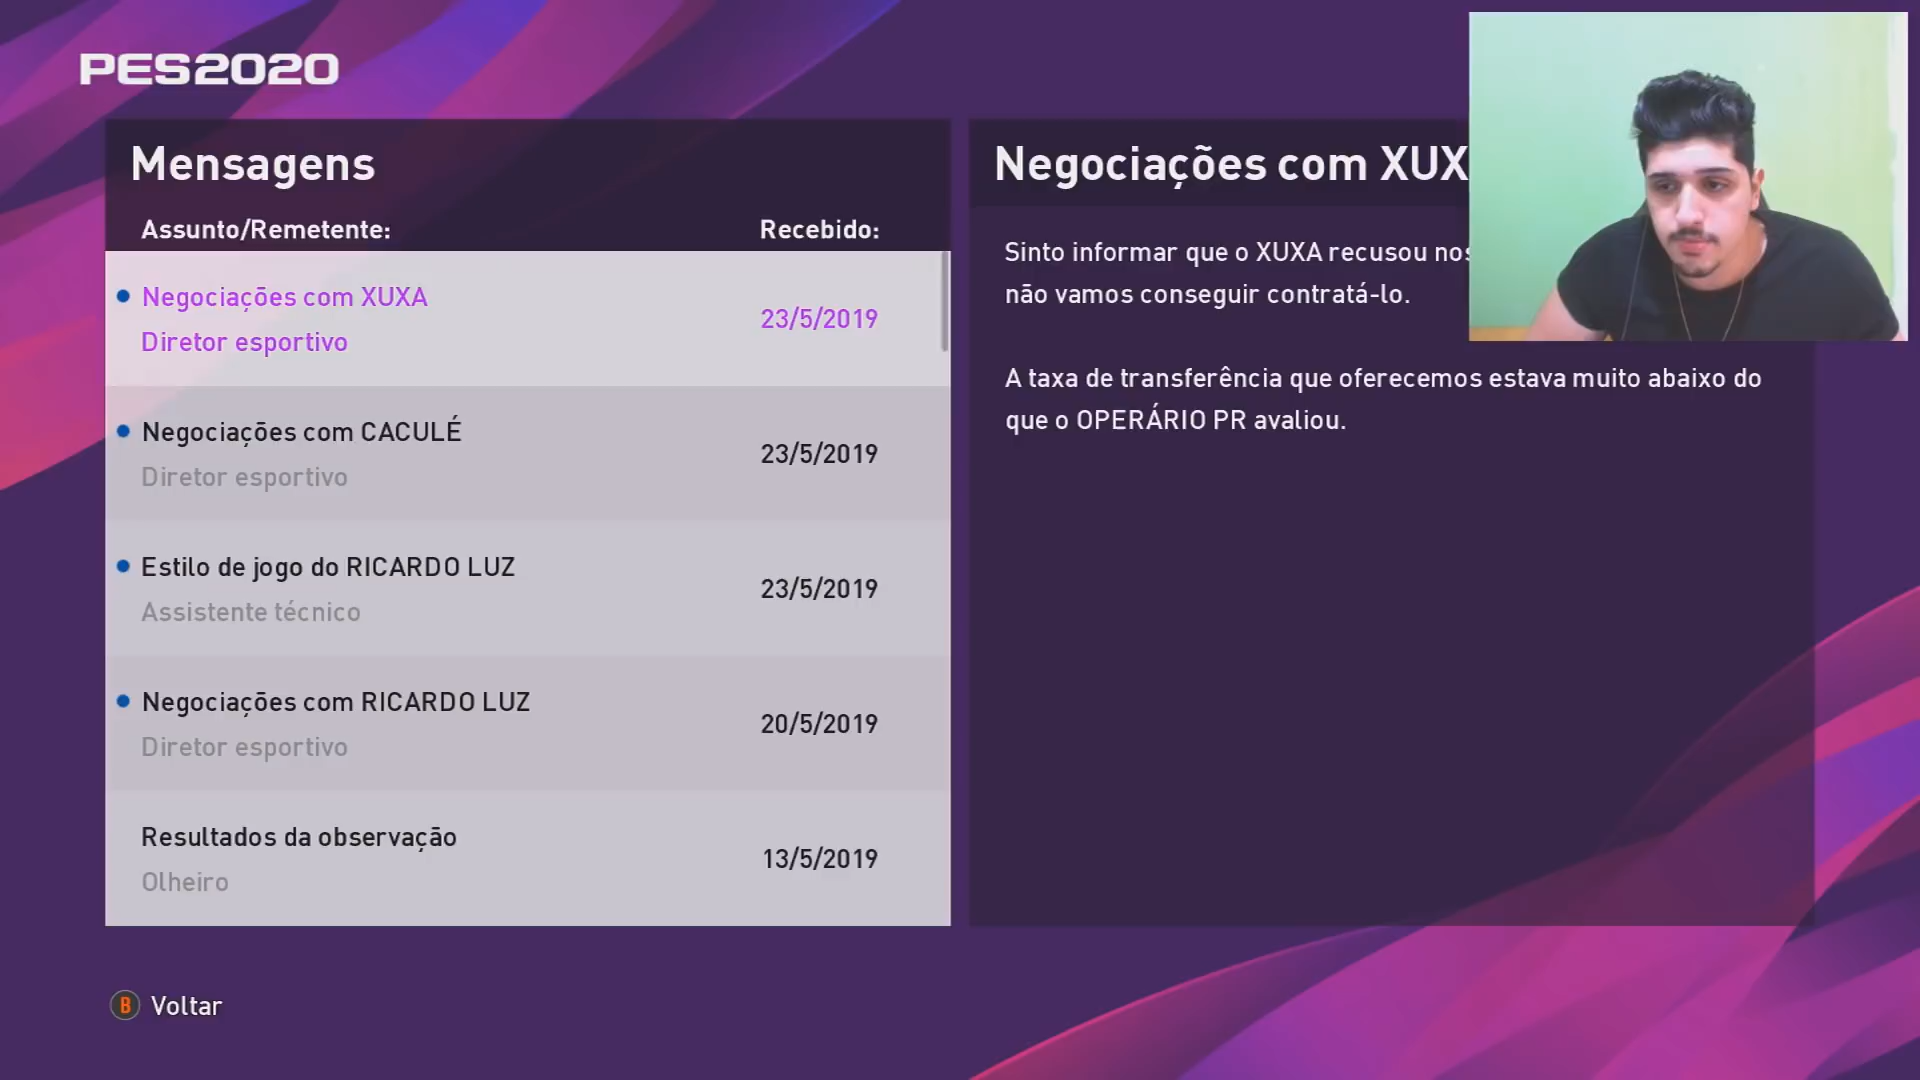 PES2020
Mensagens
Assunto/Remetente: Recebido:
Negociações com XUXA
Diretor esportivo
23/5/2019
Negociações com CACULÉ
Diretor esportivo
23/5/2019
Estilo de jogo do RICARDO LUZ
Assistente técnico
23/5/2019
Negociações com RICARDO LUZ
Diretor esportivo
20/5/2019
Resultados da observação
Olheiro
13/5/2019
Negociações com XUX
Sinto informar que o XUXA recusou
não vamos conseguir contratá-lo.
A taxa de transferência que oferecemos estava muito abaixo do
que o OPERÁRIO PR avaliou.
B Voltar